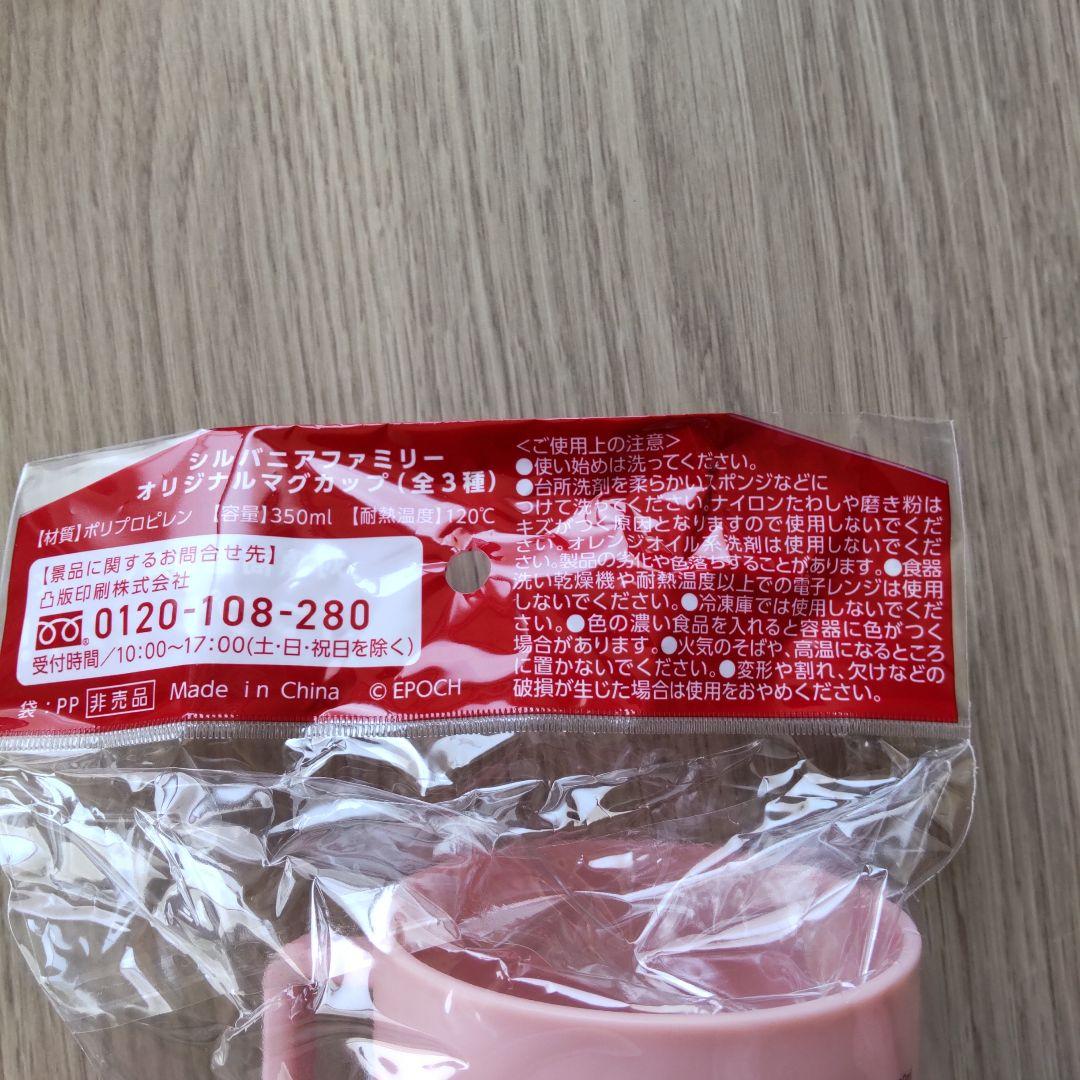 シルバニアファミリー
オリジナルマグカップ(全3種)
【材質】ポリプロピレン 【容量】350ml 【耐熱温度】120℃
【景品に関するお問合せ先】
凸版印刷株式会社
0120-108-280
受付時間/10:00〜17:00(土・日・祝日を除く)
袋:PP 非売品 Made in China ©EPOCH
<ご使用上の注意>
●使い始めは洗ってください。
●台所洗剤を柔らかいスポンジなどに
つけて洗ってください。ナイロンたわしや磨き粉は
キズがつく原因となりますので使用しないでくだ
さい。オレンジオイル系洗剤は使用しないでくだ
さい。製品の劣化や色落ちすることがあります。●食器
洗い乾燥機や耐熱温度以上での電子レンジは使用
しないでください。●冷凍庫では使用しないでくだ
さい。●色の濃い食品を入れると容器に色がつく
場合があります。●火気のそばや、高温になるところ
に置かないでください。●変形や割れ、欠けなどの
破損が生じた場合は使用をおやめください。